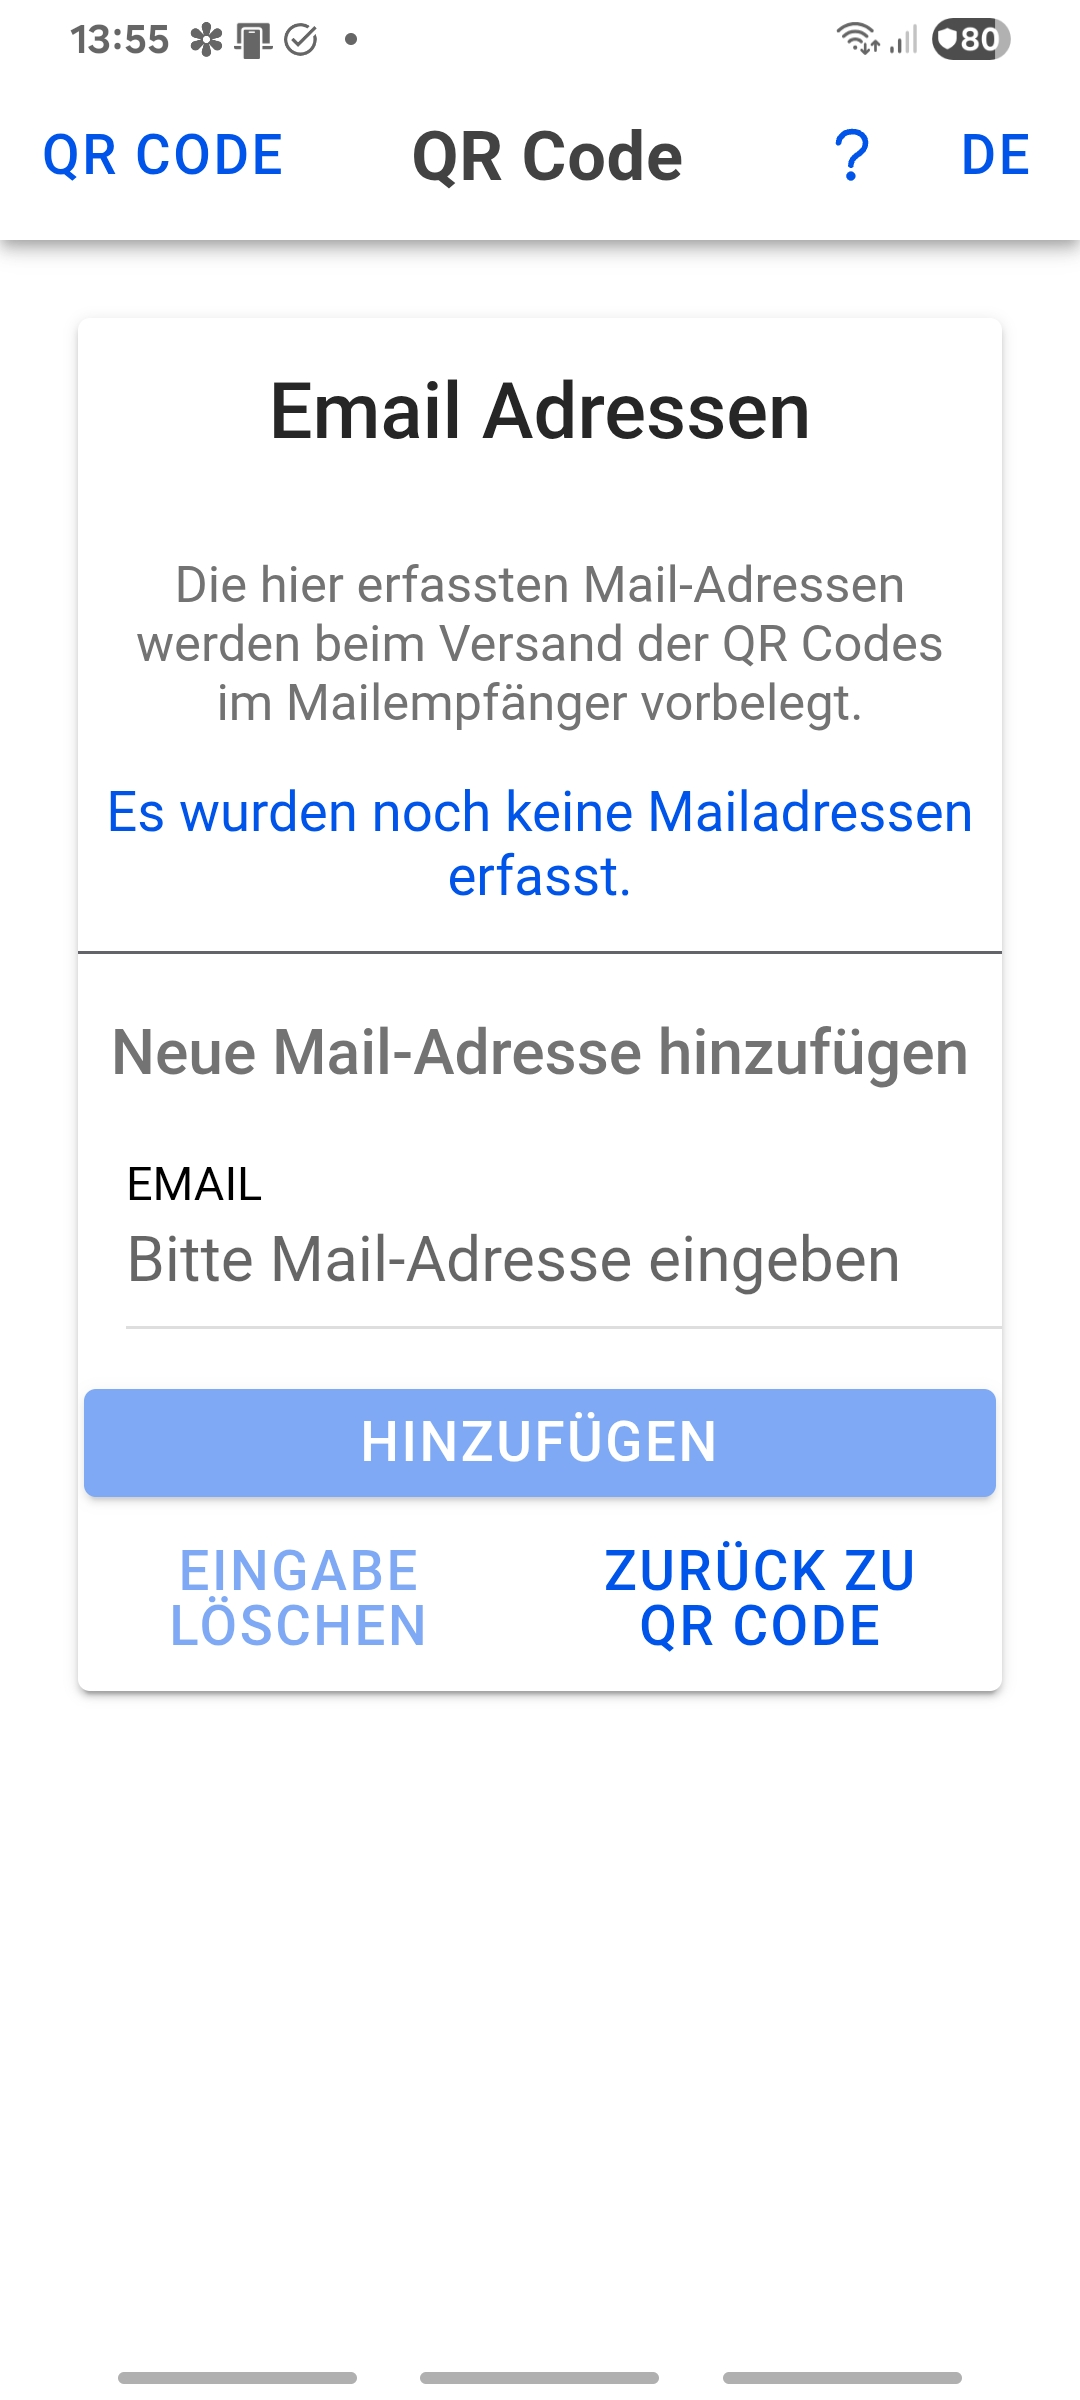 13:55
80
QR CODE
QR Code
?
DE
Email Adressen
Die hier erfassten Mail-Adressen
werden beim Versand der QR Codes
im Mailempfänger vorbelegt.
Es wurden noch keine Mailadressen
erfasst.
Neue Mail-Adresse hinzufügen
EMAIL
Bitte Mail-Adresse eingeben
HINZUFÜGEN
EINGABE
LÖSCHEN
ZURÜCK ZU
QR CODE